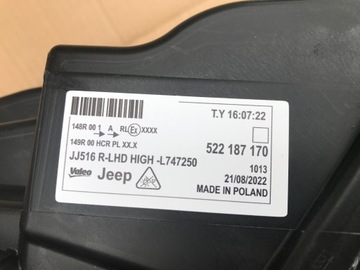 T.Y 16:07:22
148R 00 1 A RL Ex XXXX
149R 00 HCR PL XX.X
522 187 170
JJ516 R-LHD HIGH -L747250
1013
Valeo Jeep
21/08/2022
MADE IN POLAND